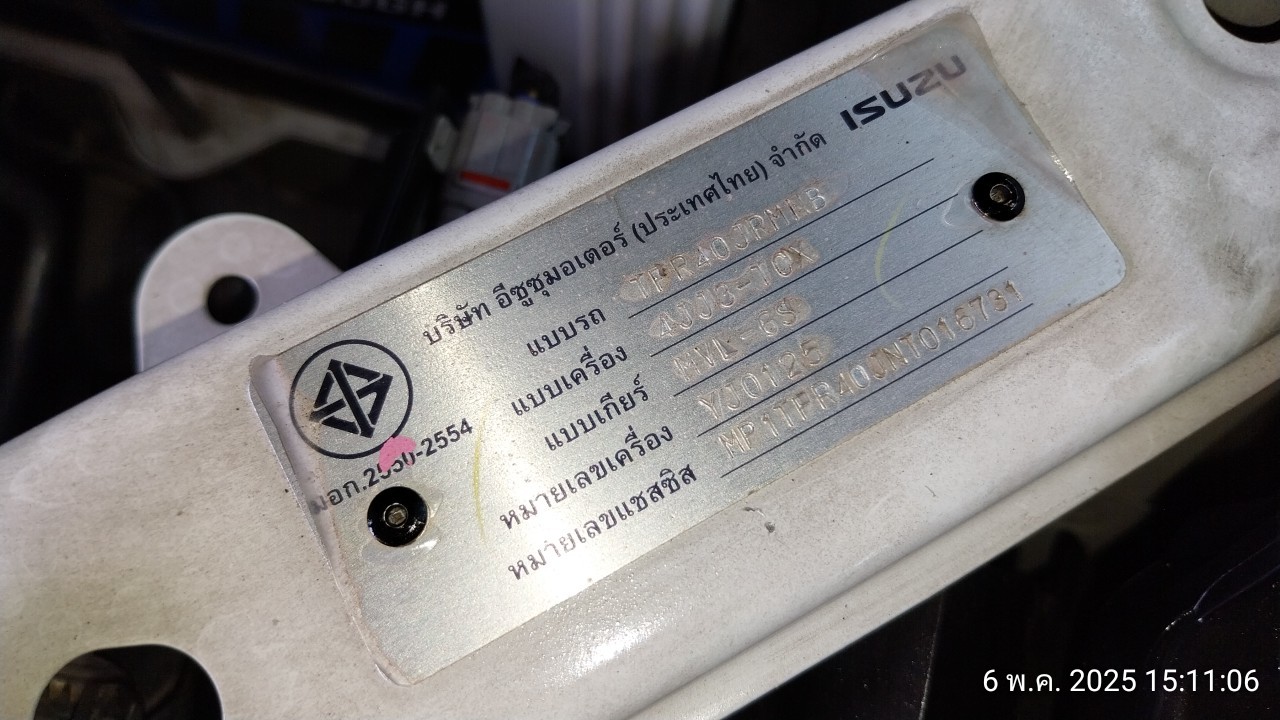 ISUZU
บริษัท อีซูซุมอเตอร์ (ประเทศไทย) จำกัด
แบบรถ TFR40JRMHB
แบบเครื่อง 4JJ3-TCX
แบบเกียร์ MVL-6S
หมายเลขเครื่อง YJ0126
หมายเลขแชสซิส MP1TFR40JNT016731
มอก.2550-2554
6 พ.ค. 2025 15:11:06